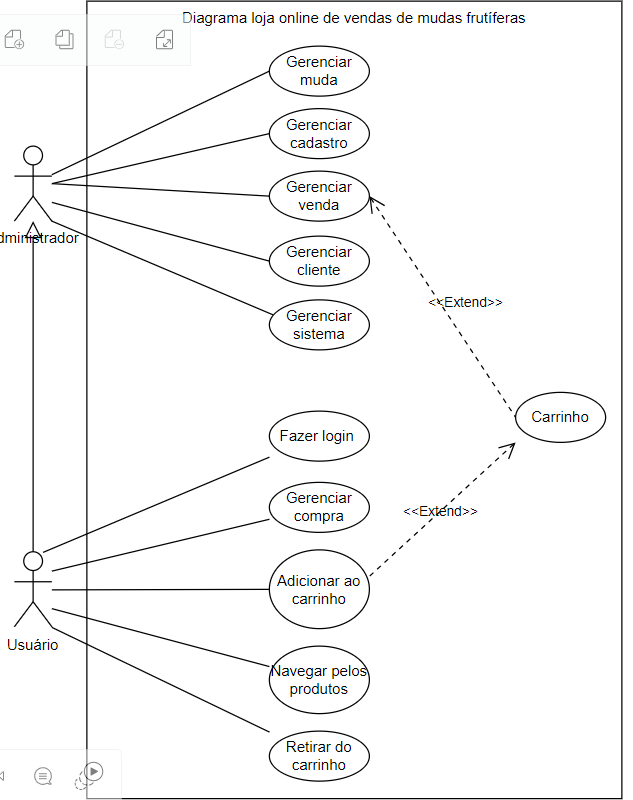 Diagrama loja online de vendas de mudas frutíferas
Gerenciar
muda
Gerenciar
cadastro
Gerenciar
venda
dministrador
Gerenciar
cliente
<<Extend>>
Gerenciar
sistema
Carrinho
Fazer login
Gerenciar
compra
<<Extend>>
Adicionar ao
carrinho
Usuário
Navegar pelos
produtos
Retirar do
carrinho